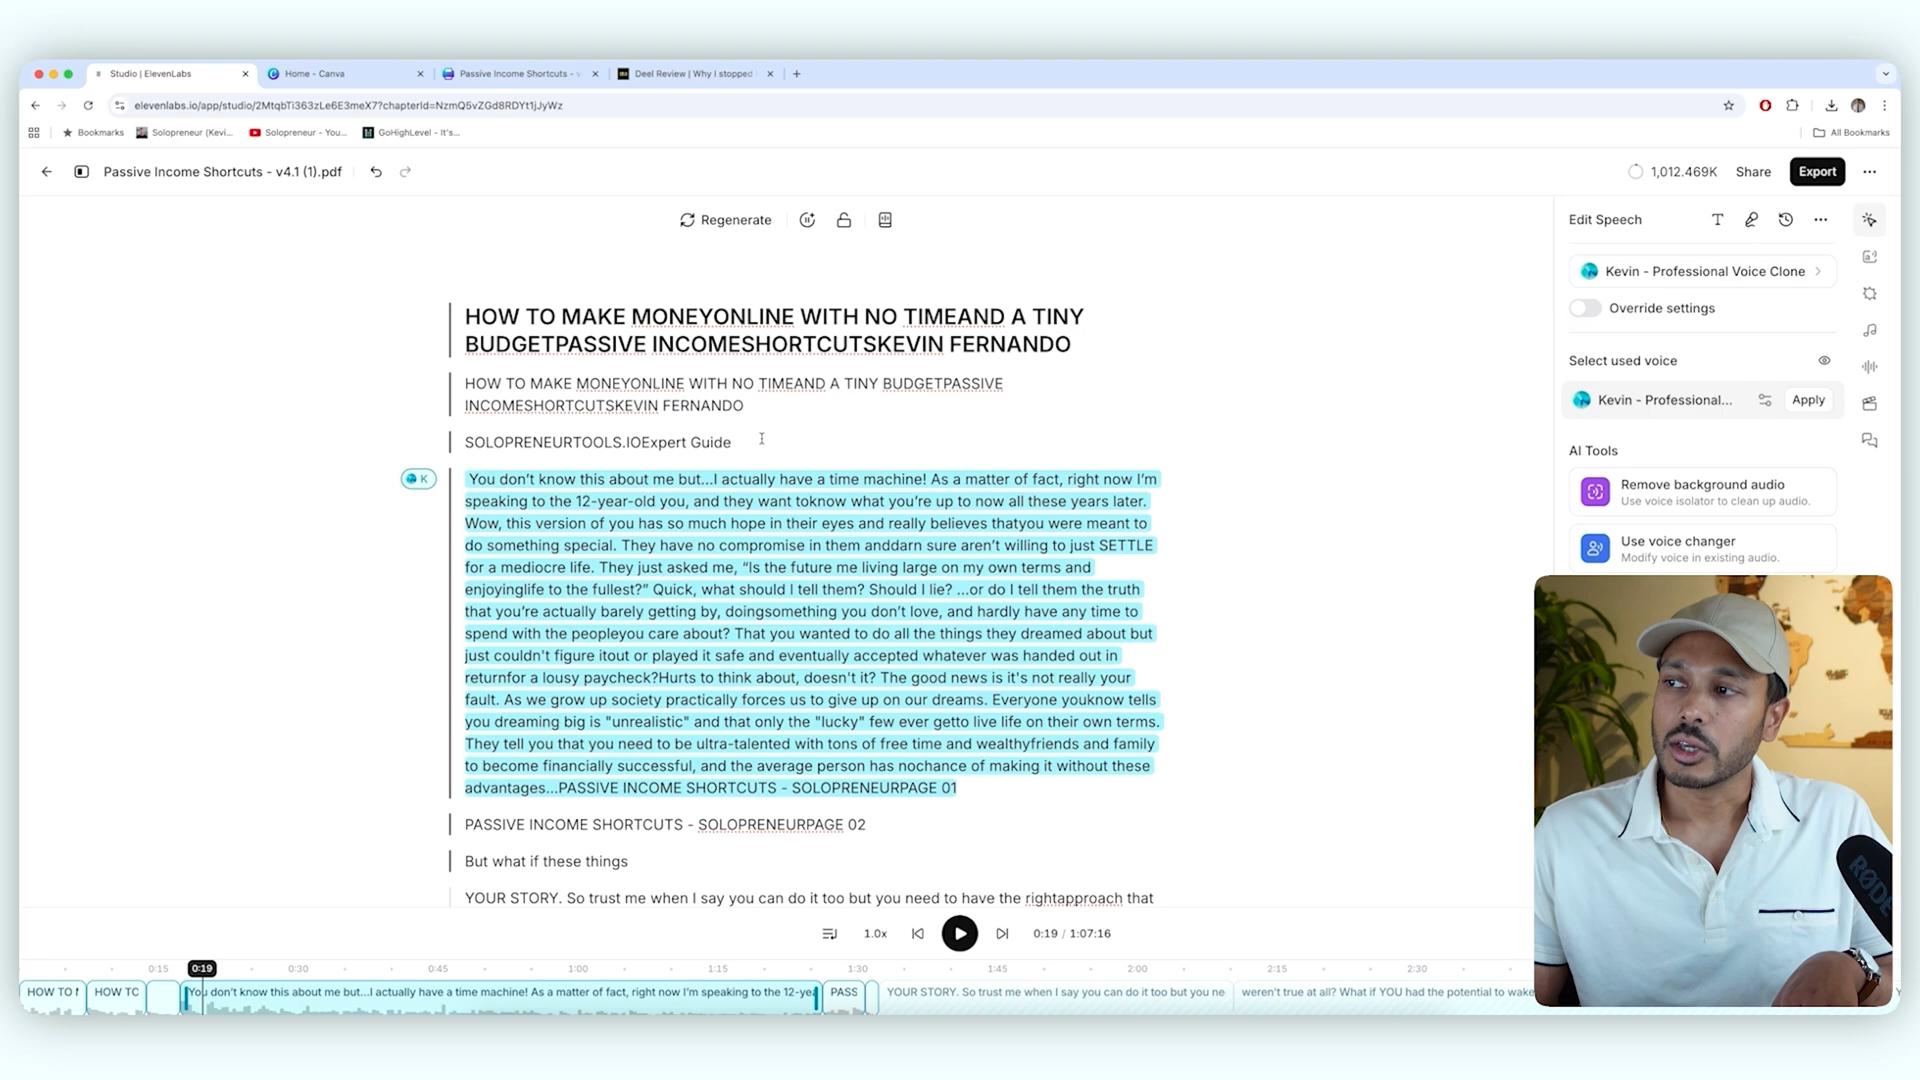 Studio | ElevenLabs
Home - Canva
Passive Income Shortcuts - v
Deel Review | Why I stopped
elevenlabs.io/app/studio/2MtqbTi363zLe6E3meX7?chapterId=NzmQ5vZGd8RDYt1jJyWz
Bookmarks
Solopreneur (Kevi...
Solopreneur - You...
GoHighLevel - It's...
All Bookmarks
Passive Income Shortcuts - v4.1 (1).pdf
1,012.469K
Share
Export
Regenerate
HOW TO MAKE MONEYONLINE WITH NO TIMEAND A TINY
BUDGETPASSIVE INCOMESHORTCUTSKEVIN FERNANDO
HOW TO MAKE MONEYONLINE WITH NO TIMEAND A TINY BUDGETPASSIVE
INCOMESHORTCUTSKEVIN FERNANDO
SOLOPRENEURTOOLS.IOExpert Guide
K
You don’t know this about me but...I actually have a time machine! As a matter of fact, right now I’m
speaking to the 12-year-old you, and they want toknow what you’re up to now all these years later.
Wow, this version of you has so much hope in their eyes and really believes thatyou were meant to
do something special. They have no compromise in them anddarn sure aren’t willing to just SETTLE
for a mediocre life. They just asked me, “Is the future me living large on my own terms and
enjoyinglife to the fullest?” Quick, what should I tell them? Should I lie? ...or do I tell them the truth
that you’re actually barely getting by, doingsomething you don’t love, and hardly have any time to
spend with the peopleyou care about? That you wanted to do all the things they dreamed about but
just couldn't figure itout or played it safe and eventually accepted whatever was handed out in
returnfor a lousy paycheck?Hurts to think about, doesn't it? The good news is it's not really your
fault. As we grow up society practically forces us to give up on our dreams. Everyone youknow tells
you dreaming big is "unrealistic" and that only the "lucky" few ever getto live life on their own terms.
They tell you that you need to be ultra-talented with tons of free time and wealthyfriends and family
to become financially successful, and the average person has nochance of making it without these
advantages...PASSIVE INCOME SHORTCUTS - SOLOPRENEURPAGE 01
PASSIVE INCOME SHORTCUTS - SOLOPRENEURPAGE 02
But what if these things
YOUR STORY. So trust me when I say you can do it too but you need to have the rightapproach that
Edit Speech
Kevin - Professional Voice Clone
Override settings
Select used voice
Kevin - Professional...
Apply
AI Tools
Remove background audio
Use voice isolator to clean up audio.
Use voice changer
Modify voice in existing audio.
RØDE
1.0x
0:19 / 1:07:16
0:15
0:19
0:30
0:45
1:00
1:15
1:30
1:45
2:00
2:15
2:30
HOW TO
HOW TC
You don’t know this about me but...I actually have a time machine! As a matter of fact, right now I’m speaking to the 12-yea
PASS
YOUR STORY. So trust me when I say you can do it too but you ne
weren't true at all? What if YOU had the potential to wake